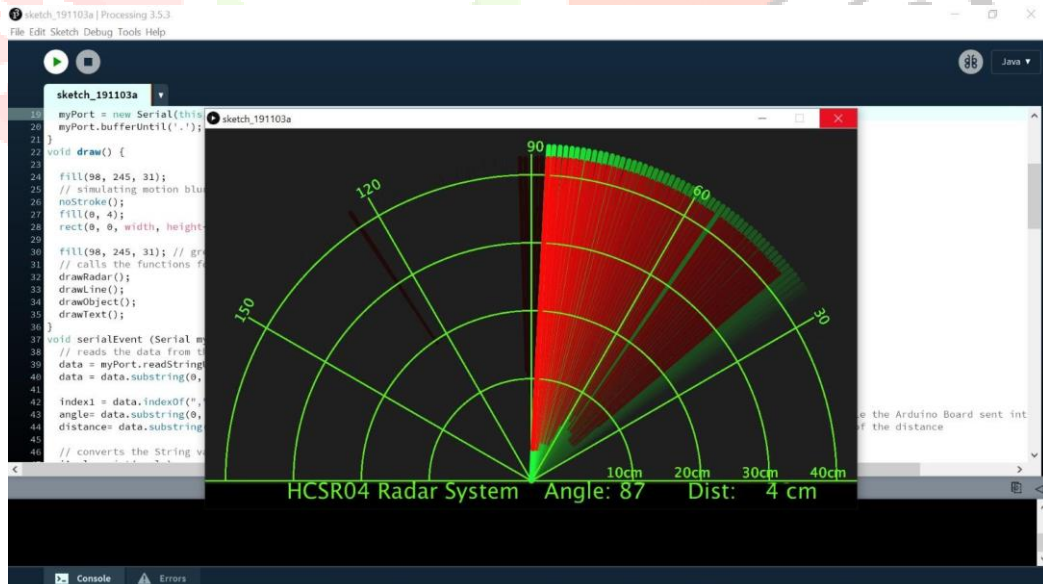 sketch_191103a | Processing 3.5.3
File Edit Sketch Debug Tools Help
Java
sketch_191103a
19 myPort = new Serial(this
20 myPort.bufferUntil('.');
21 }
22 void draw() {
23
24 fill(98, 245, 31);
25 // simulating motion blu
26 noStroke();
27 fill(0, 4);
28 rect(0, 0, width, height
29
30 fill(98, 245, 31); // gre
31 // calls the functions f
32 drawRadar();
33 drawLine();
34 drawObject();
35 drawText();
36 }
37 void serialEvent (Serial my
38 // reads the data from th
39 data = myPort.readString
40 data = data.substring(0,
41
42 index1 = data.indexOf(",
43 angle= data.substring(0, le the Arduino Board sent int
44 distance= data.substring of the distance
45
46 // converts the String va
sketch_191103a
90
120
60
150
30
10cm 20cm 30cm 40cm
HCSR04 Radar System Angle: 87 Dist: 4 cm
Console Errors